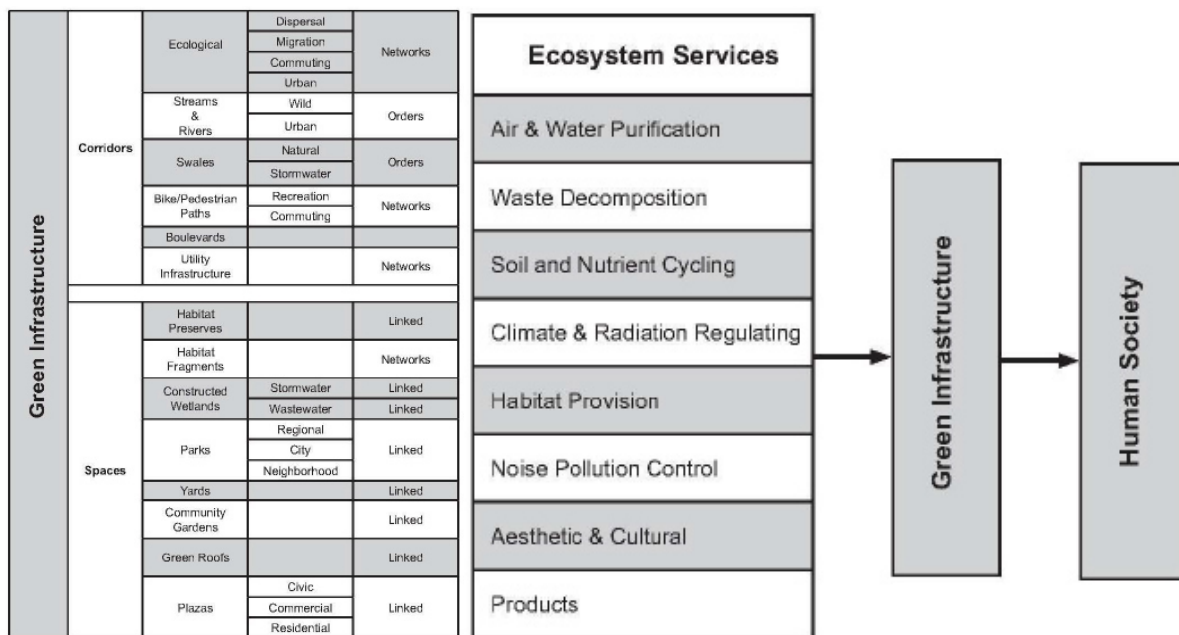 Green Infrastructure
Corridors
Ecological
Dispersal
Migration
Commuting
Urban
Networks
Streams
&
Rivers
Wild
Urban
Orders
Swales
Natural
Stormwater
Orders
Bike/Pedestrian
Paths
Recreation
Commuting
Networks
Boulevards
Utility
Infrastructure
Networks
Spaces
Habitat
Preserves
Linked
Habitat
Fragments
Networks
Constructed
Wetlands
Stormwater
Linked
Wastewater
Linked
Parks
Regional
City
Neighborhood
Linked
Yards
Linked
Community
Gardens
Linked
Green Roofs
Linked
Plazas
Civic
Commercial
Residential
Linked
Ecosystem Services
Air & Water Purification
Waste Decomposition
Soil and Nutrient Cycling
Climate & Radiation Regulating
Habitat Provision
Noise Pollution Control
Aesthetic & Cultural
Products
Green Infrastructure
Human Society